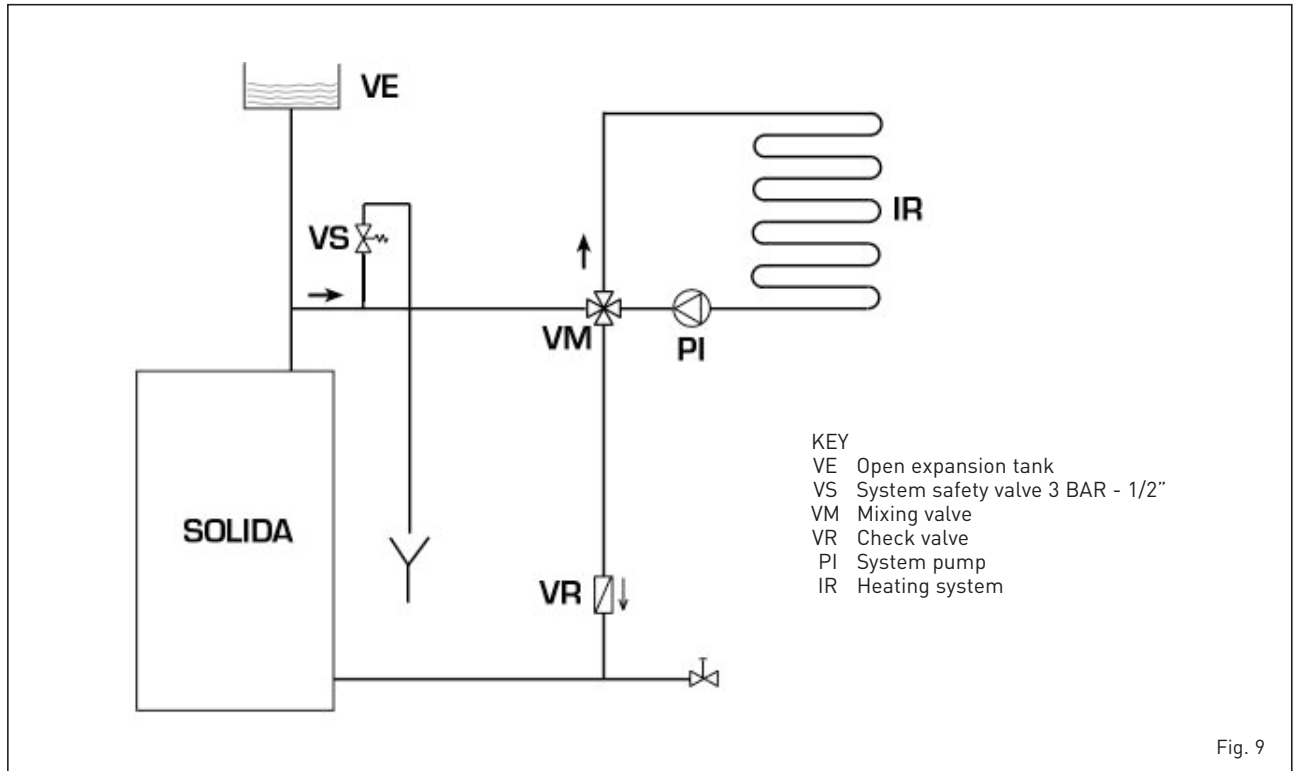 VE
VS
IR
VM
PI
SOLIDA
VR
KEY
VE Open expansion tank
VS System safety valve 3 BAR - 1/2”
VM Mixing valve
VR Check valve
PI System pump
IR Heating system
Fig. 9